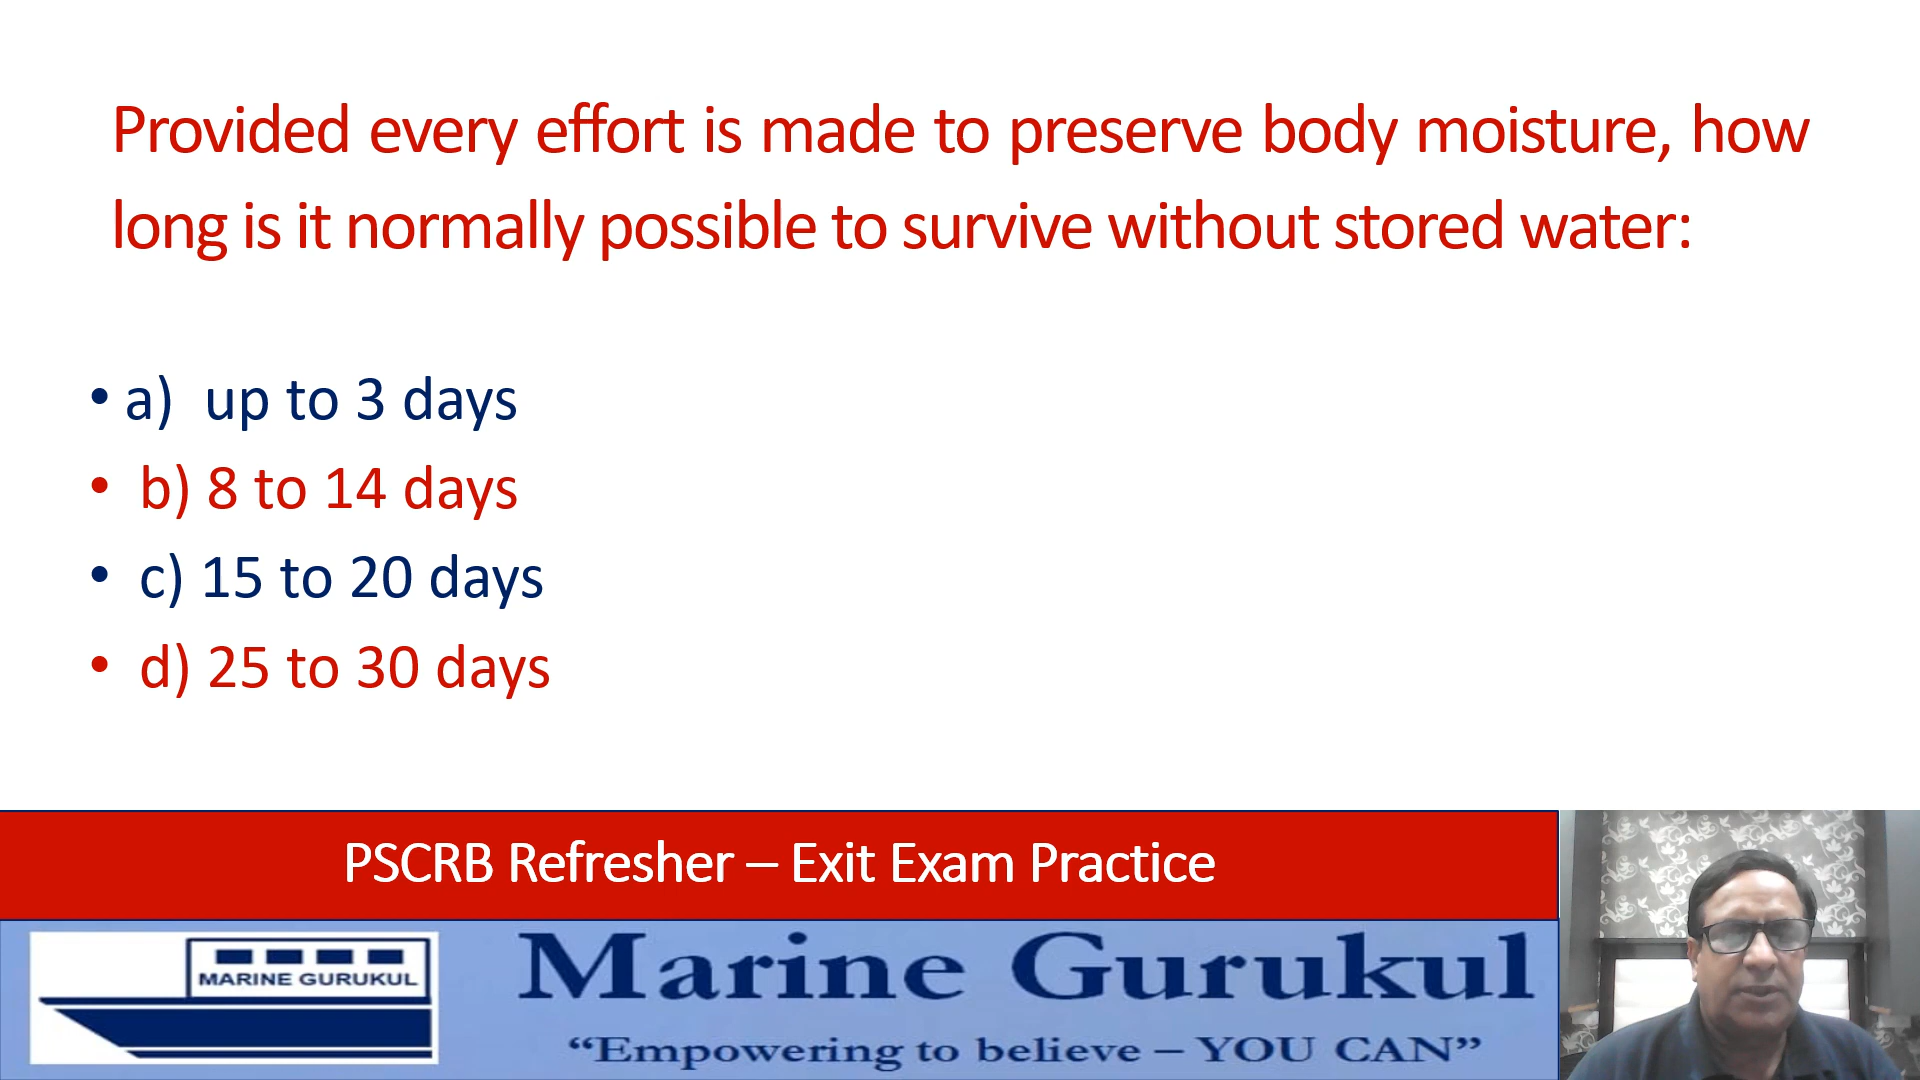 Provided every effort is made to preserve body moisture, how
long is it normally possible to survive without stored water:
• a) up to 3 days
• b) 8 to 14 days
• c) 15 to 20 days
• d) 25 to 30 days
PSCRB Refresher – Exit Exam Practice
MARINE GURUKUL
Marine Gurukul
“Empowering to believe – YOU CAN”